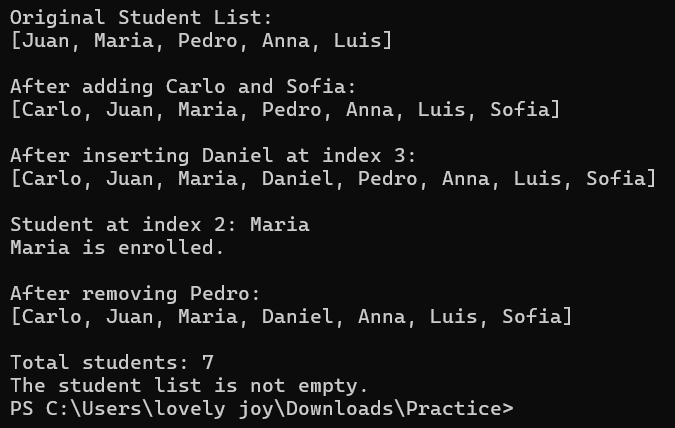 Original Student List:
[Juan, Maria, Pedro, Anna, Luis]
After adding Carlo and Sofia:
[Carlo, Juan, Maria, Pedro, Anna, Luis, Sofia]
After inserting Daniel at index 3:
[Carlo, Juan, Maria, Daniel, Pedro, Anna, Luis, Sofia]
Student at index 2: Maria
Maria is enrolled.
After removing Pedro:
[Carlo, Juan, Maria, Daniel, Anna, Luis, Sofia]
Total students: 7
The student list is not empty.
PS C:\Users\lovely joy\Downloads\Practice>